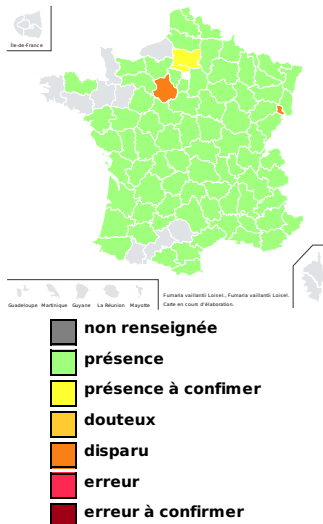 Île-de-France
Guadeloupe Martinique Guyane La Réunion Mayotte
Fumaria vaillantii Loisel., Fumaria vaillantii Loisel.
Carte en cours d'élaboration.
non renseignée
présence
présence à confimer
douteux
disparu
erreur
erreur à confirmer